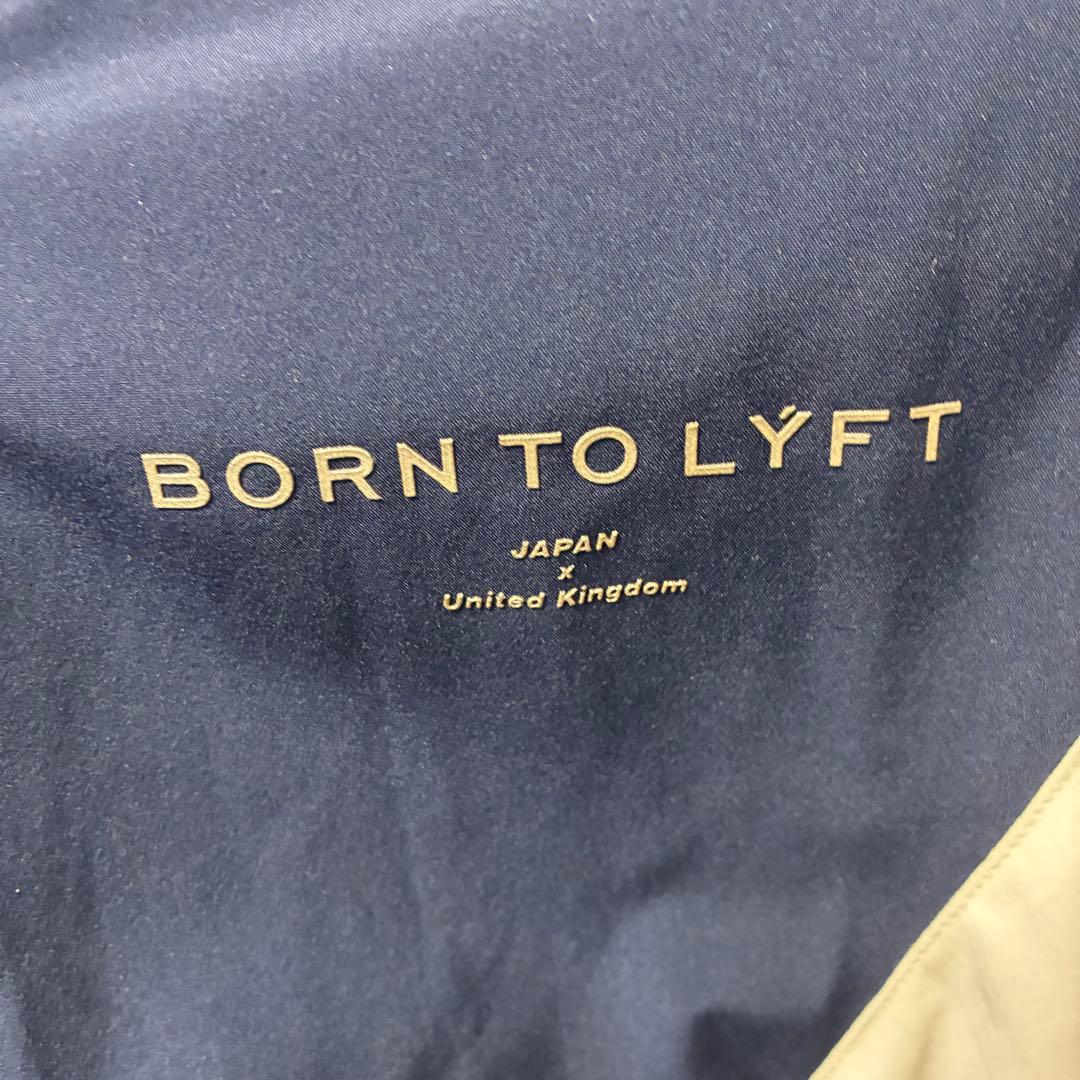 BORN TO LÝFT
JAPAN
x
United Kingdom